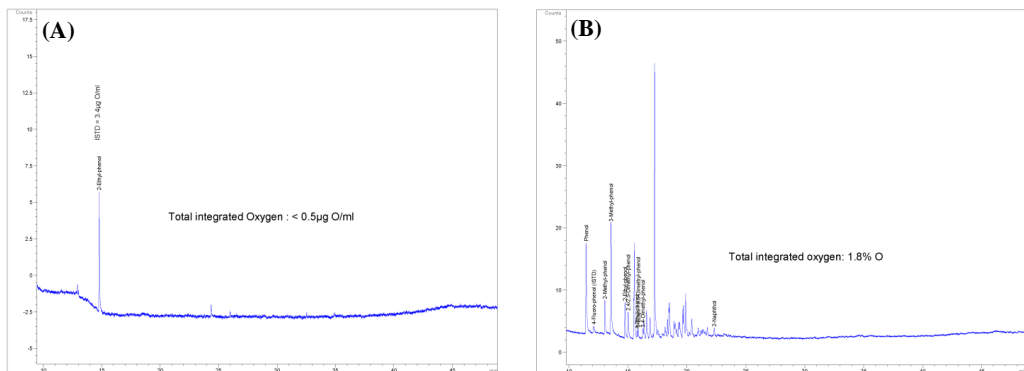 (A)
Counts
17.5
15
12.5
10
7.5
5
2.5
0
-2.5
-5
ISTD = 3.4µg O/ml
2-Ethyl-phenol
Total integrated Oxygen : < 0.5µg O/ml
10
15
20
25
30
35
40
45
(B)
Counts
50
40
30
20
10
0
Phenol
4-Fluoro-phenol (ISTD)
2-Methyl-phenol
3-Methyl-phenol
2-Naphthol
Total integrated oxygen: 1.8% O
10
15
20
25
30
35
40
45